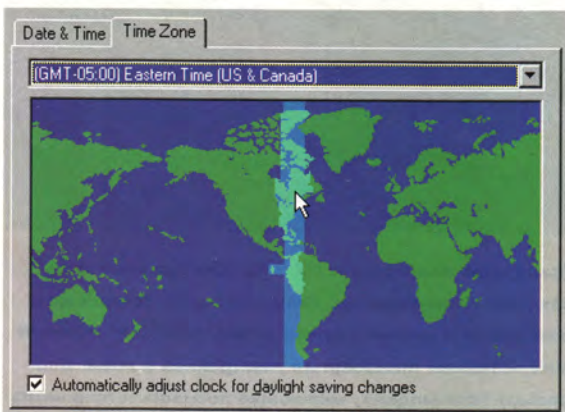 Date & Time Time Zone
(GMT-05:00) Eastern Time (US & Canada)
Automatically adjust clock for daylight saving changes